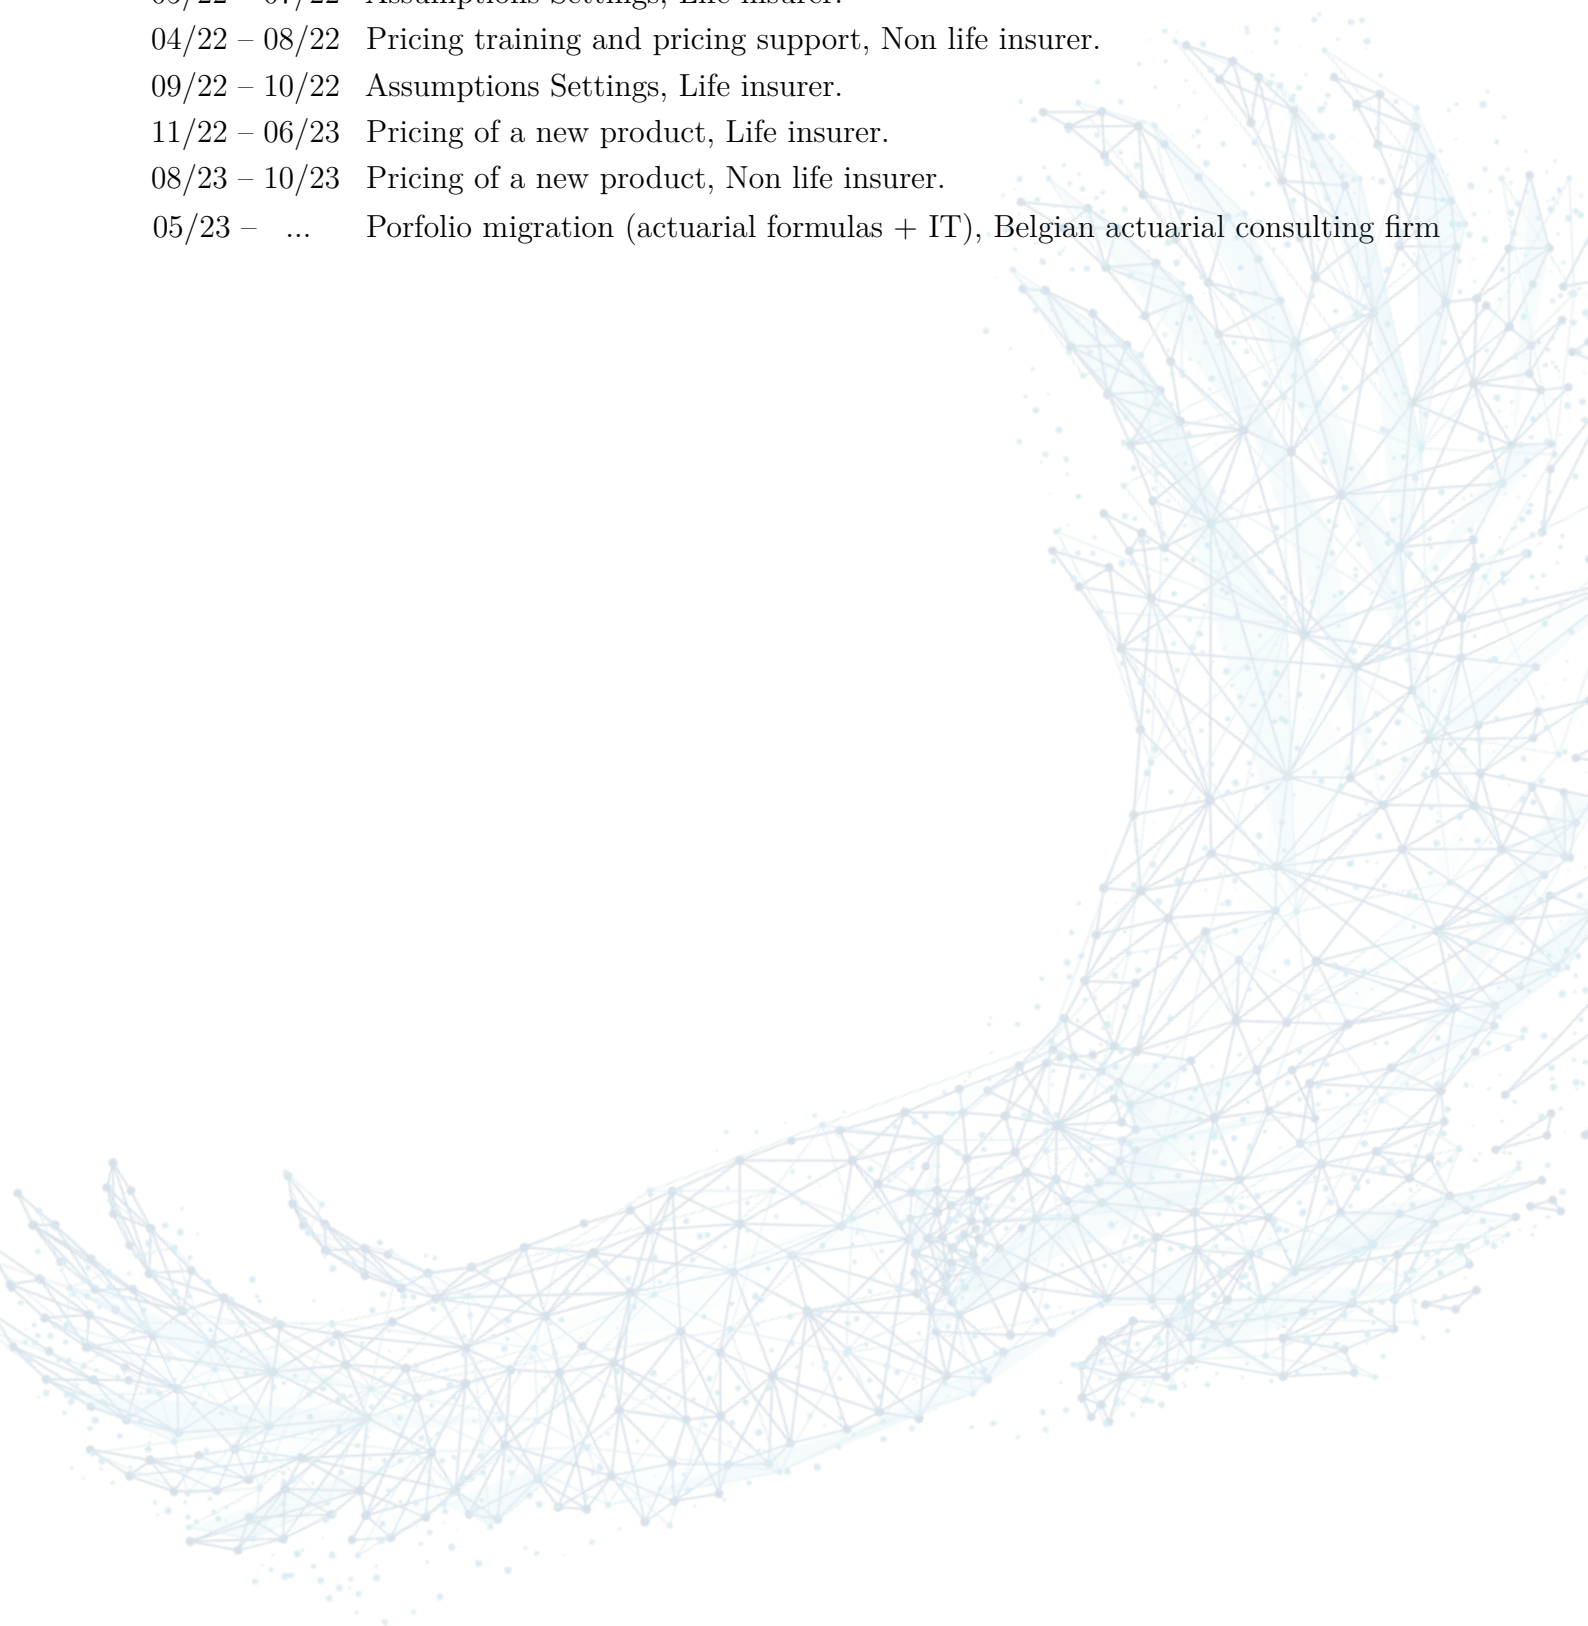 04/22 – 08/22 Pricing training and pricing support, Non life insurer.
09/22 – 10/22 Assumptions Settings, Life insurer.
11/22 – 06/23 Pricing of a new product, Life insurer.
08/23 – 10/23 Pricing of a new product, Non life insurer.
05/23 – ... Porfolio migration (actuarial formulas + IT), Belgian actuarial consulting firm